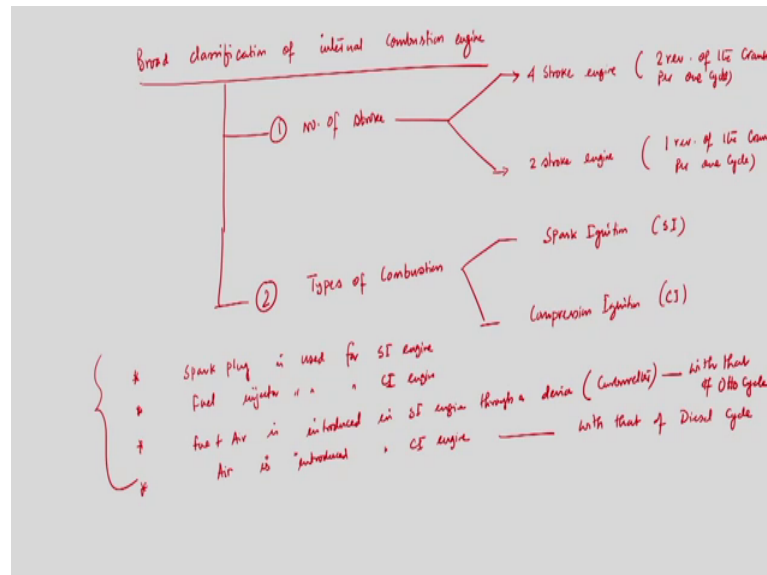 Broad classification of internal combustion engine
① No. of stroke
4 stroke engine ( 2 rev. of the Crank
per one cycle)
2 stroke engine ( 1 rev. of the Crank
per one cycle)
② Types of Combustion
Spark Ignition (SI)
Compression Ignition (CI)
* Spark plug is used for SI engine
* Fuel injector " " " CI engine
* Fuel + Air is introduced in SI engine through a device (Carburettor) — with that
of Otto Cycle
* Air is introduced " CI engine — with that of Diesel Cycle